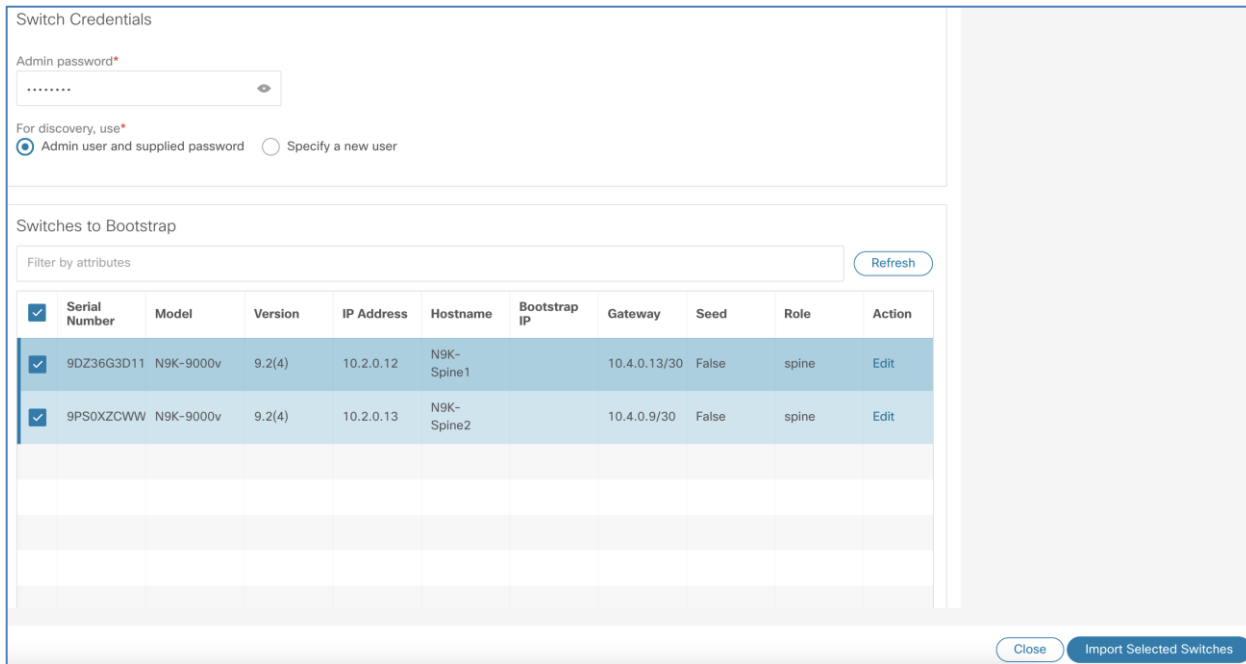 Switch Credentials
Admin password*
........
For discovery, use*
Admin user and supplied password Specify a new user
Switches to Bootstrap
Filter by attributes Refresh
Serial Number Model Version IP Address Hostname Bootstrap IP Gateway Seed Role Action
9DZ36G3D11 N9K-9000v 9.2(4) 10.2.0.12 N9K-Spine1 10.4.0.13/30 False spine Edit
9PS0XZCWW N9K-9000v 9.2(4) 10.2.0.13 N9K-Spine2 10.4.0.9/30 False spine Edit
Close Import Selected Switches